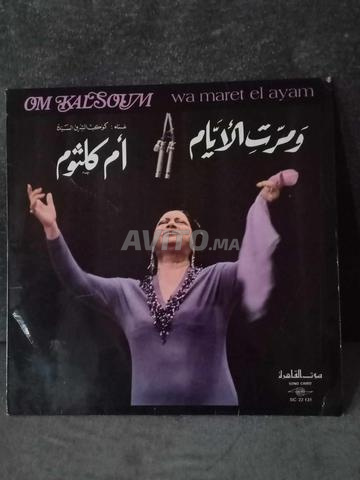 OM KALSOUM wa maret el ayam
ومرت الأيام
غناء : كوكب الشرق السيدة
أم كلثوم
AVITO.MA
صوت القاهرة
SONO CAIRO
SC 22 131